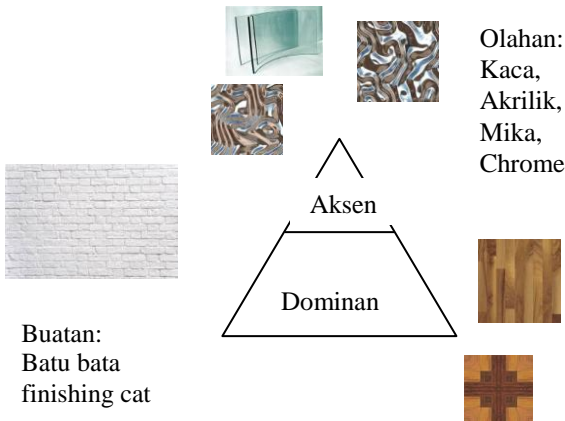 Olahan:
Kaca,
Akrilik,
Mika,
Chrome
Aksen
Dominan
Buatan:
Batu bata
finishing cat